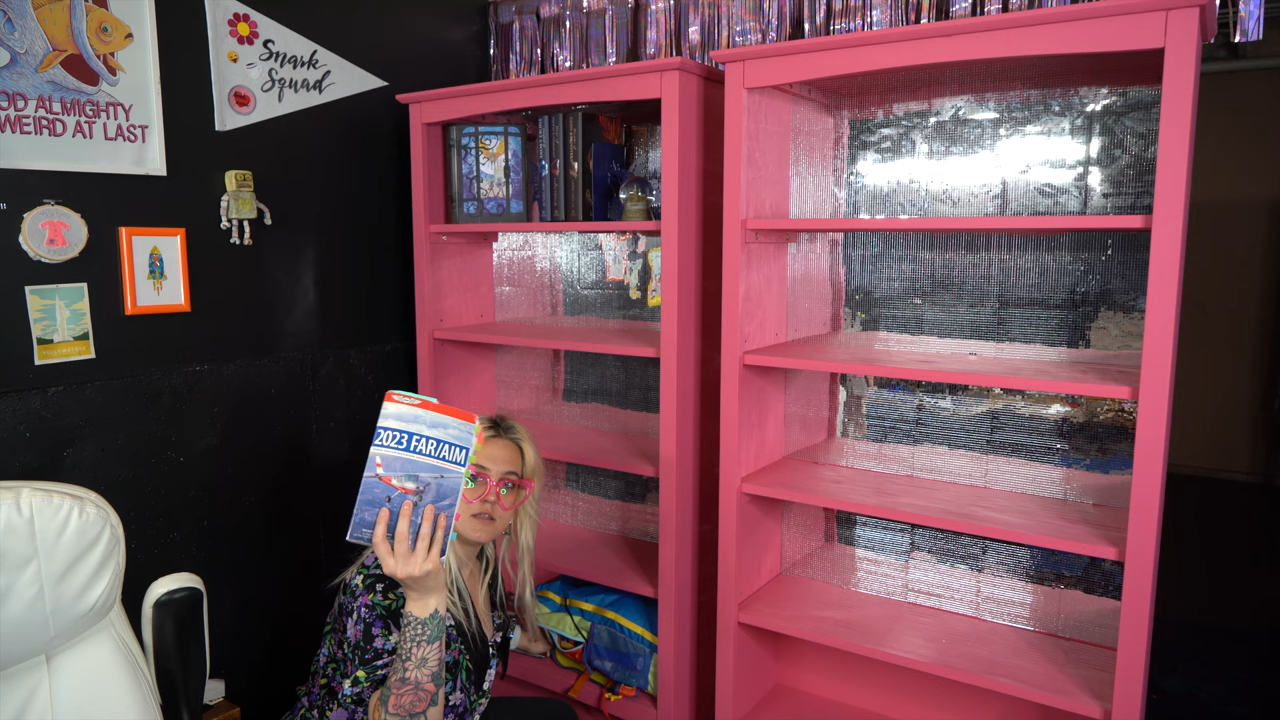 OD ALMIGHTY
WEIRD AT LAST
Snark
Squad
2023 FAR/AIM